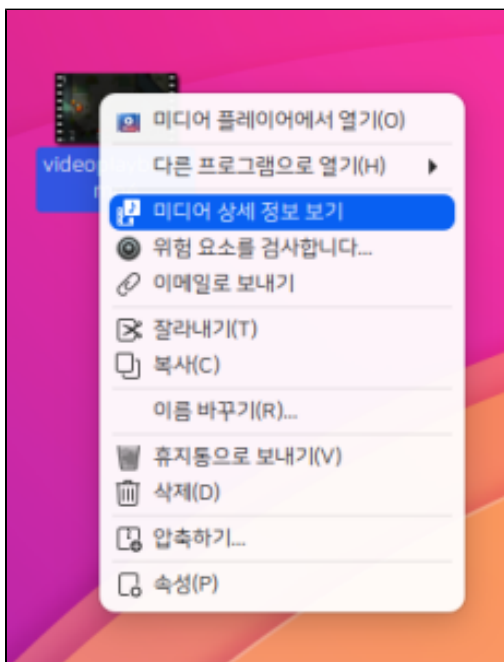 video
미디어 플레이어에서 열기(O)
다른 프로그램으로 열기(H)
미디어 상세 정보 보기
위험 요소를 검사합니다...
이메일로 보내기
잘라내기(T)
복사(C)
이름 바꾸기(R)...
휴지통으로 보내기(V)
삭제(D)
압축하기...
속성(P)